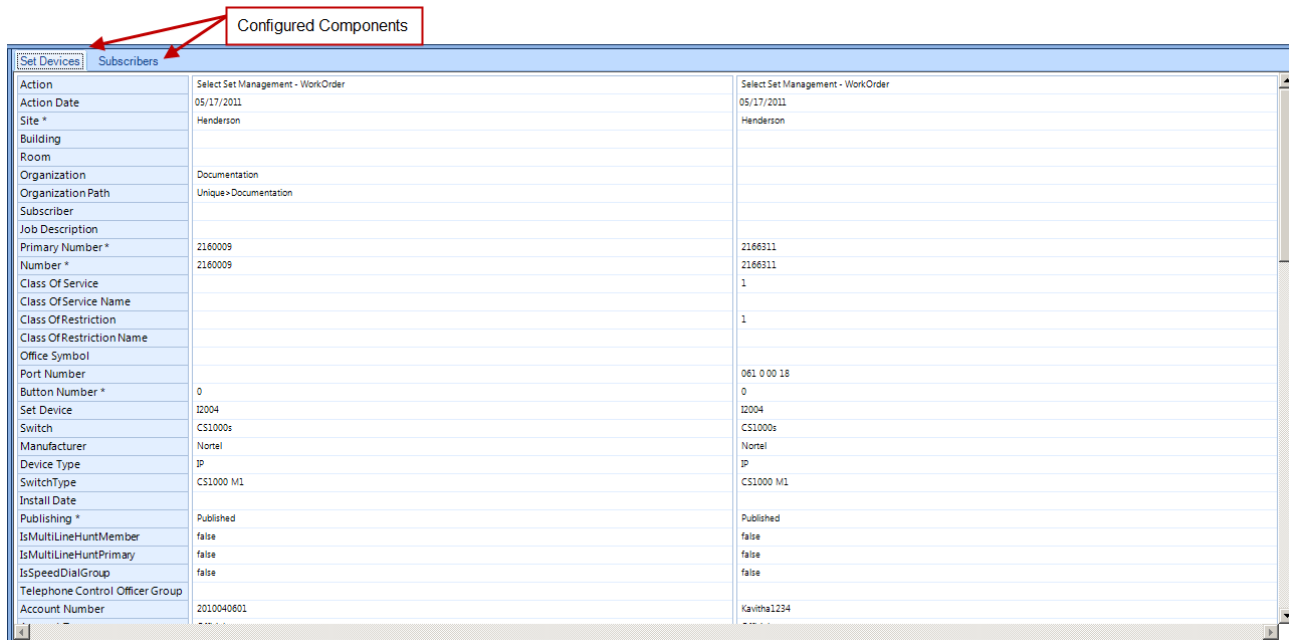 Configured Components
Set Devices Subscribers
Action Select Set Management - WorkOrder Select Set Management - WorkOrder
Action Date 05/17/2011 05/17/2011
Site * Henderson Henderson
Building
Room
Organization Documentation
Organization Path Unique>Documentation
Subscriber
Job Description
Primary Number * 2160009 2166311
Number * 2160009 2166311
Class Of Service 1
Class Of Service Name
Class Of Restriction 1
Class Of Restriction Name
Office Symbol
Port Number 061 0 00 18
Button Number * 0 0
Set Device I2004 I2004
Switch CS1000s CS1000s
Manufacturer Nortel Nortel
Device Type IP IP
SwitchType CS1000 M1 CS1000 M1
Install Date
Publishing * Published Published
IsMultiLineHuntMember false false
IsMultiLineHuntPrimary false false
IsSpeedDialGroup false false
Telephone Control Officer Group
Account Number 2010040601 Kavitha1234